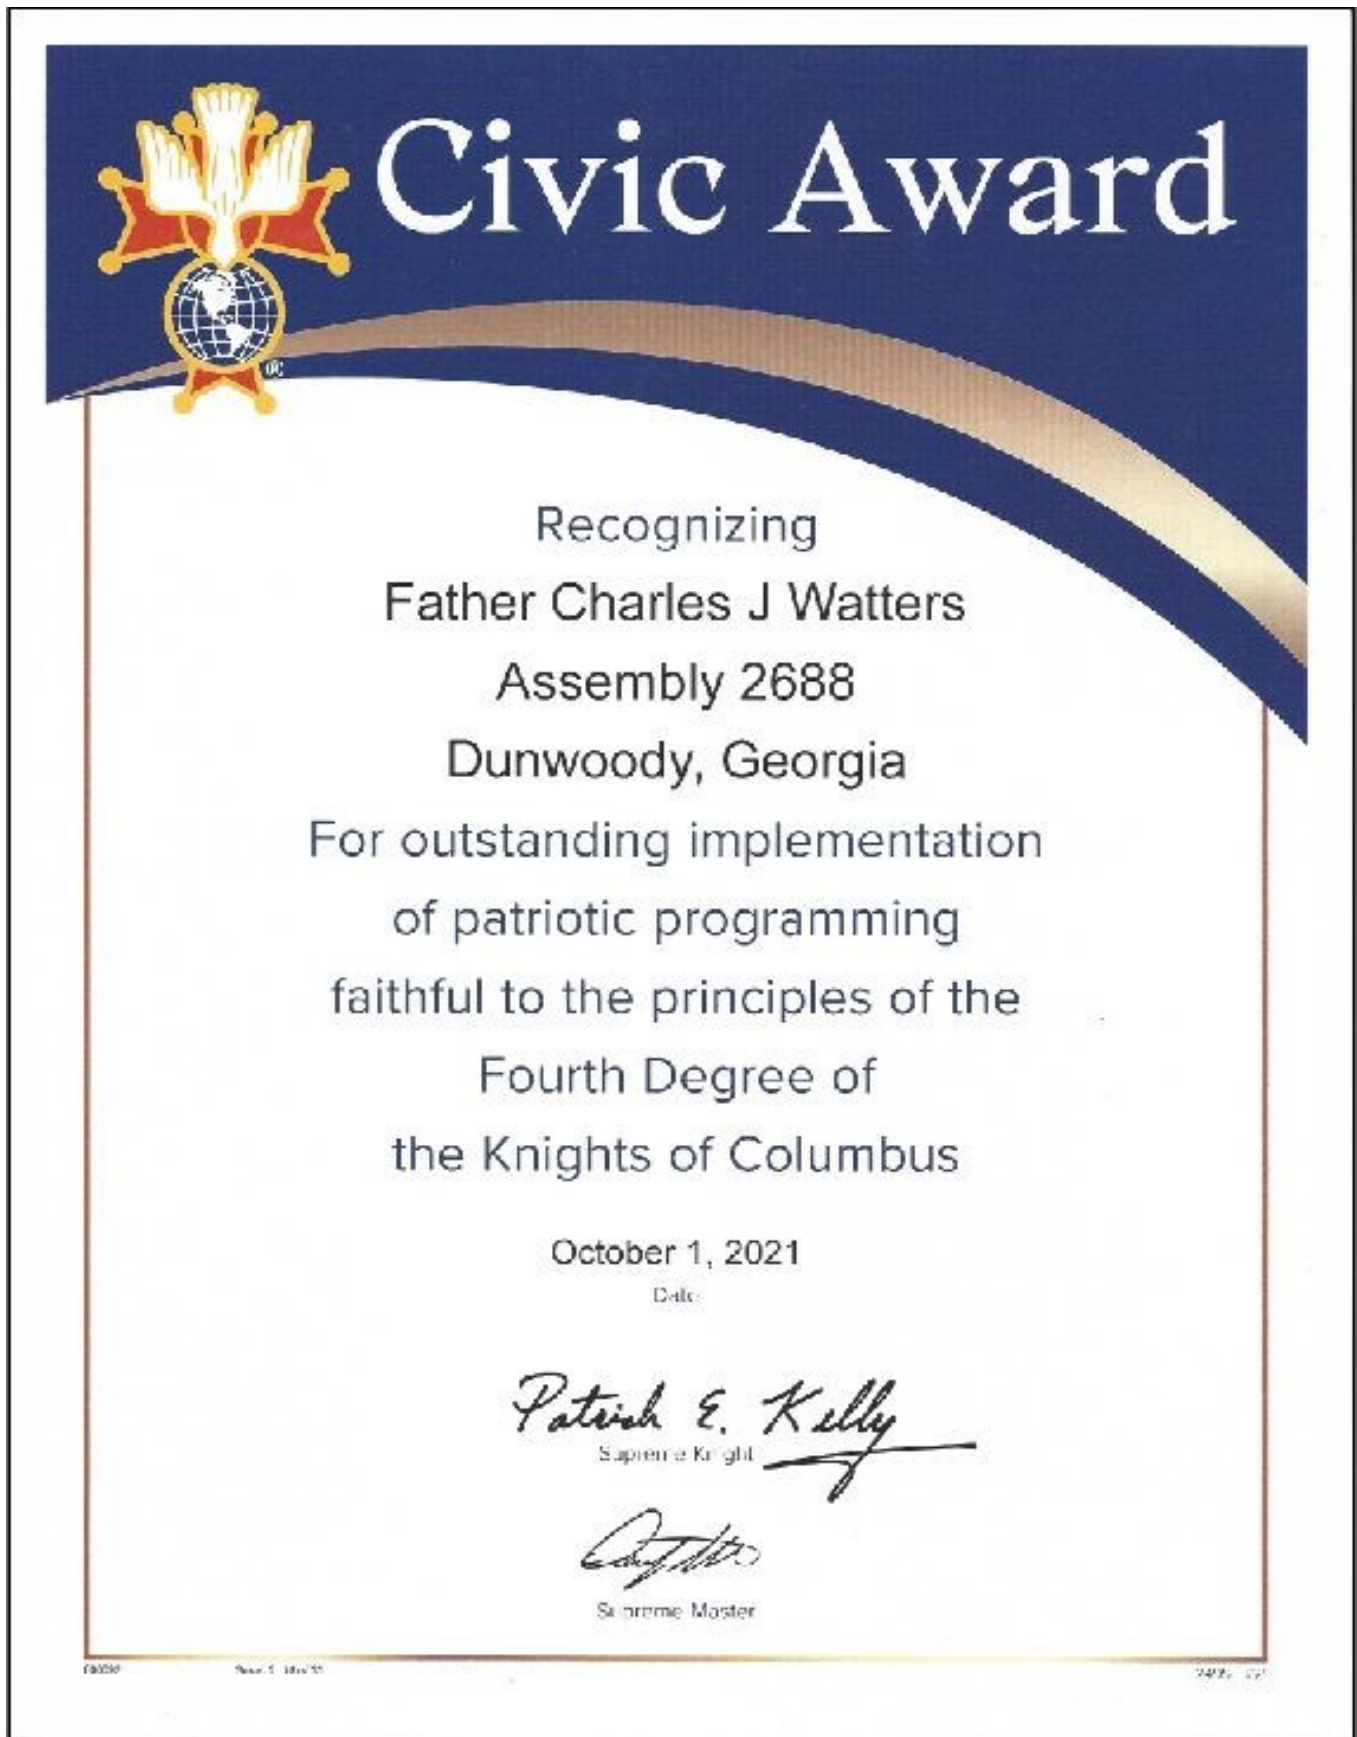 Civic Award
®
Recognizing
Father Charles J Watters
Assembly 2688
Dunwoody, Georgia
For outstanding implementation
of patriotic programming
faithful to the principles of the
Fourth Degree of
the Knights of Columbus
October 1, 2021
Date
Patrick E. Kelly
Supreme Knight
Supreme Master